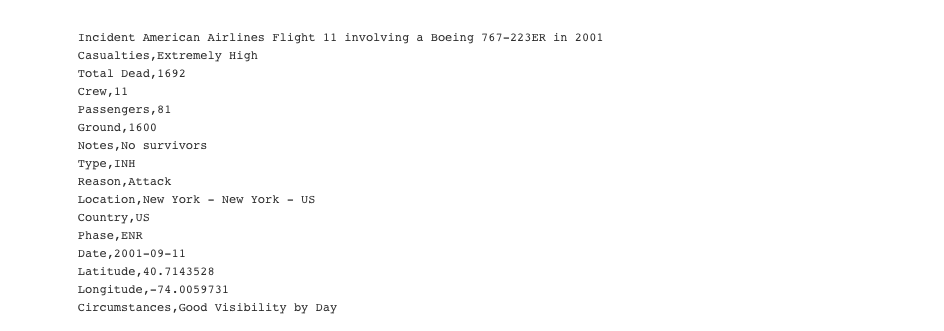 Incident American Airlines Flight 11 involving a Boeing 767-223ER in 2001
Casualties,Extremely High
Total Dead,1692
Crew,11
Passengers,81
Ground,1600
Notes,No survivors
Type,INH
Reason,Attack
Location,New York - New York - US
Country,US
Phase,ENR
Date,2001-09-11
Latitude,40.7143528
Longitude,-74.0059731
Circumstances,Good Visibility by Day